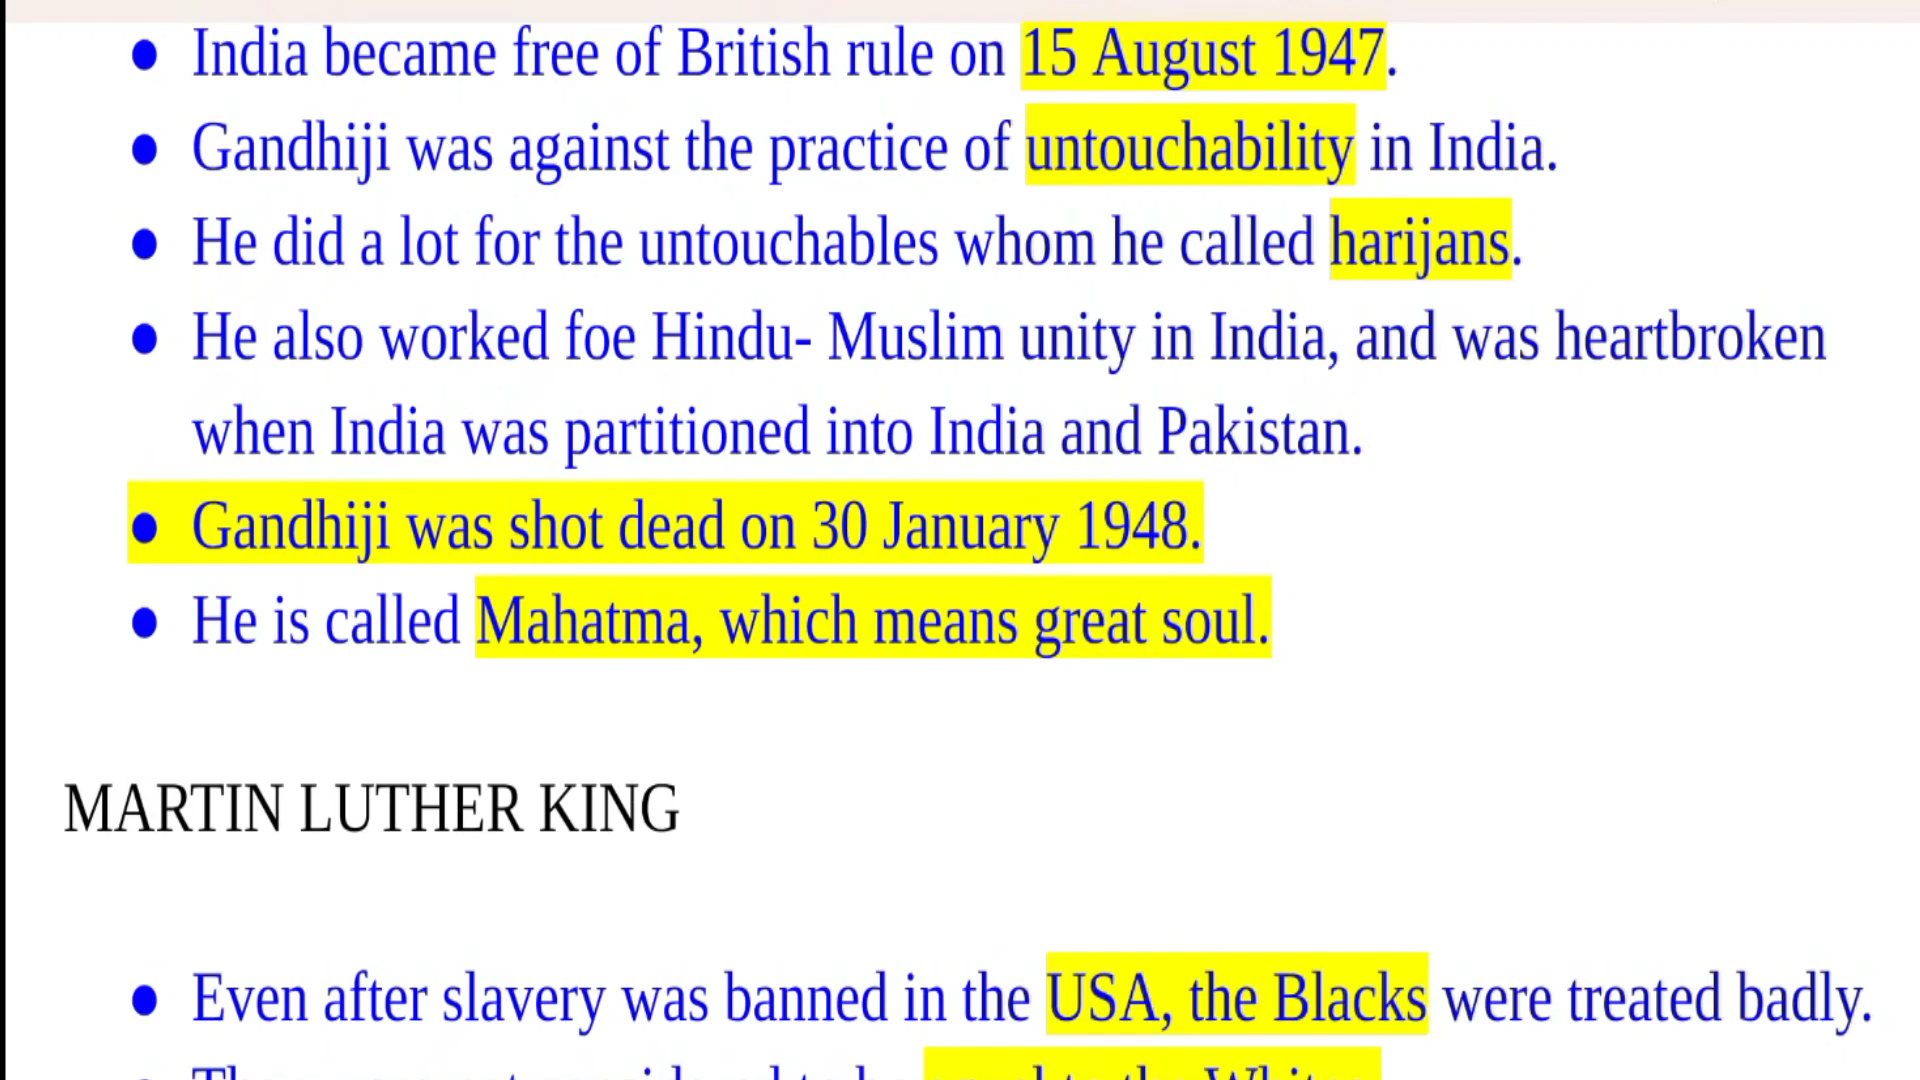 ● India became free of British rule on 15 August 1947.
● Gandhiji was against the practice of untouchability in India.
● He did a lot for the untouchables whom he called harijans.
● He also worked foe Hindu- Muslim unity in India, and was heartbroken
when India was partitioned into India and Pakistan.
● Gandhiji was shot dead on 30 January 1948.
● He is called Mahatma, which means great soul.
MARTIN LUTHER KING
● Even after slavery was banned in the USA, the Blacks were treated badly.